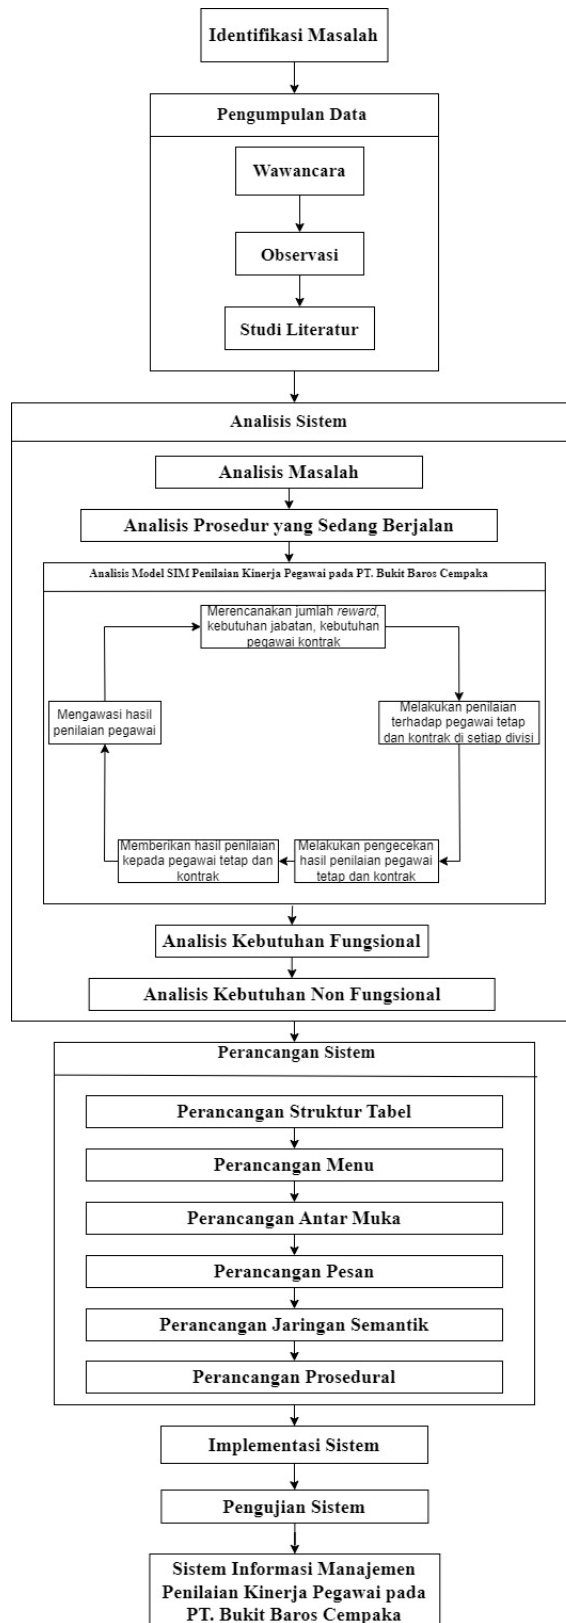 Identifikasi Masalah
Pengumpulan Data
Wawancara
Observasi
Studi Literatur
Analisis Sistem
Analisis Masalah
Analisis Prosedur yang Sedang Berjalan
Analisis Model SIM Penilaian Kinerja Pegawai pada PT. Bukit Baros Cempaka
Merencanakan jumlah reward,
kebutuhan jabatan, kebutuhan
pegawai kontrak
Melakukan penilaian
terhadap pegawai tetap
dan kontrak di setiap divisi
Melakukan pengecekan
hasil penilaian pegawai
tetap dan kontrak
Memberikan hasil penilaian
kepada pegawai tetap dan
kontrak
Mengawasi hasil
penilaian pegawai
Analisis Kebutuhan Fungsional
Analisis Kebutuhan Non Fungsional
Perancangan Sistem
Perancangan Struktur Tabel
Perancangan Menu
Perancangan Antar Muka
Perancangan Pesan
Perancangan Jaringan Semantik
Perancangan Prosedural
Implementasi Sistem
Pengujian Sistem
Sistem Informasi Manajemen
Penilaian Kinerja Pegawai pada
PT. Bukit Baros Cempaka